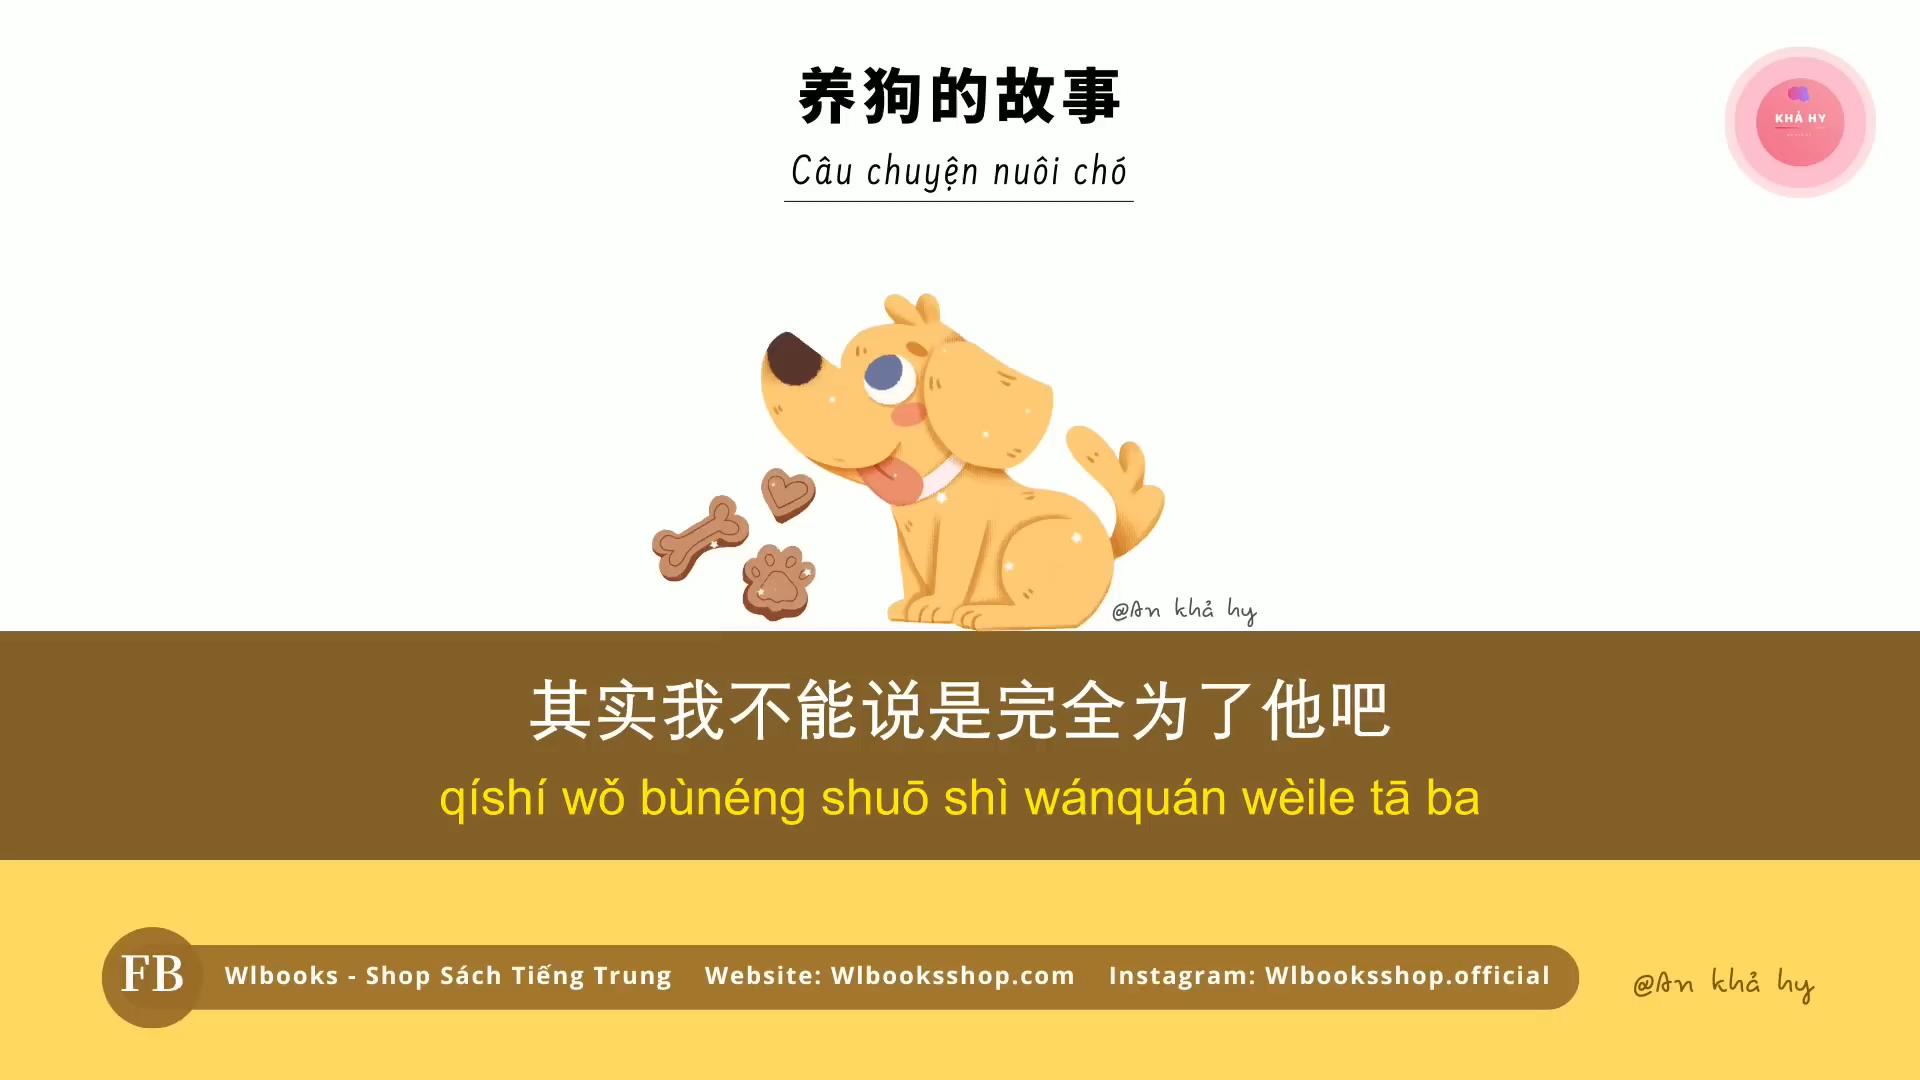 养狗的故事
Câu chuyện nuôi chó
KHẢ HY
@An khả hy
其实我不能说是完全为了他吧
qíshí wǒ bùnéng shuō shì wánquán wèile tā ba
FB
Wlbooks - Shop Sách Tiếng Trung Website: Wlbooksshop.com Instagram: Wlbooksshop.official
@An khả hy